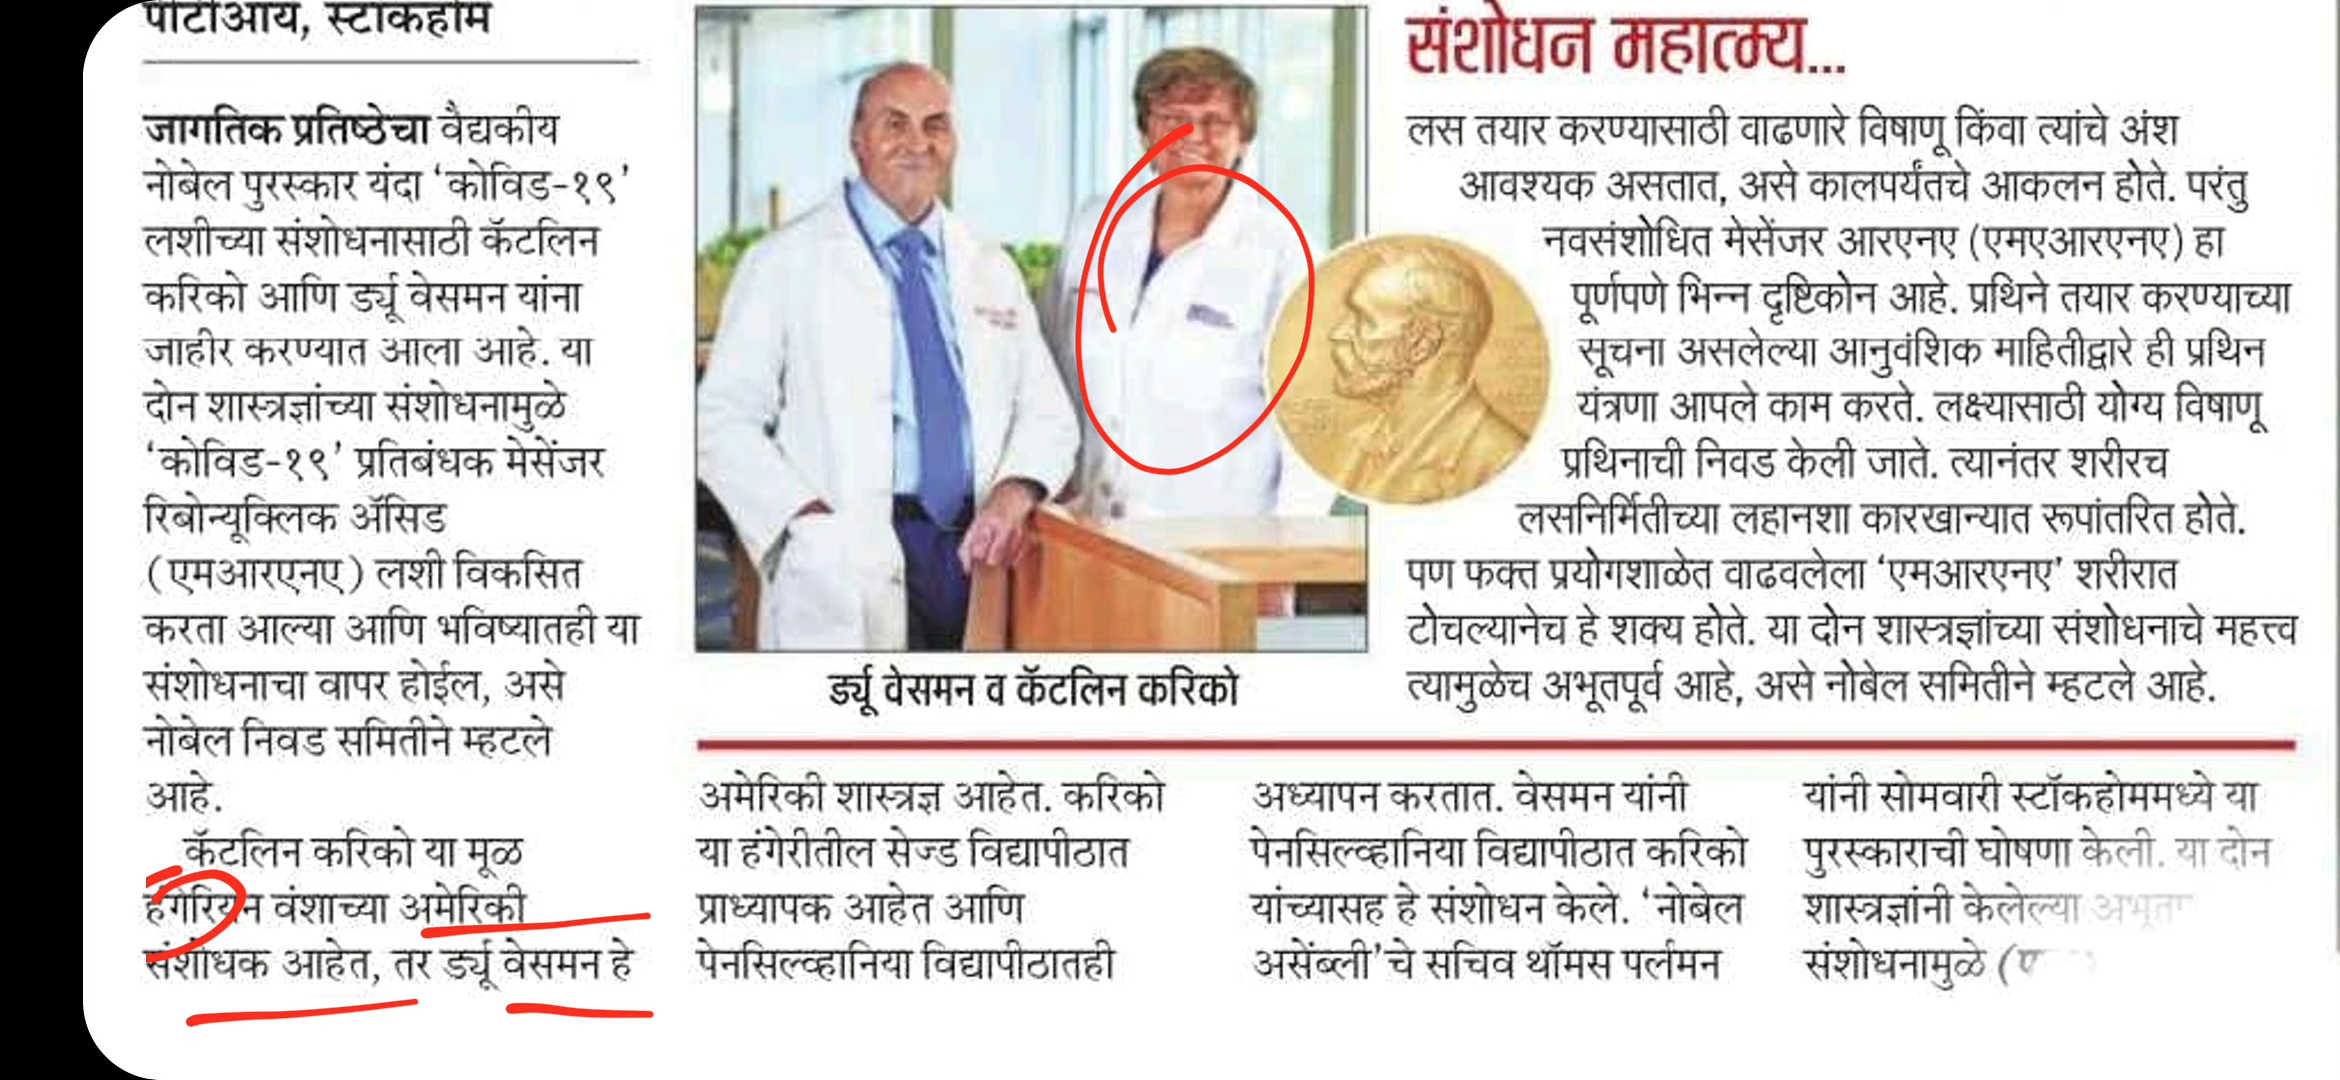 पीटीआय, स्टॉकहोम
जागतिक प्रतिष्ठेचा वैद्यकीय
नोबेल पुरस्कार यंदा ‘कोविड-१९’
लशीच्या संशोधनासाठी कॅटलिन
करिको आणि ड्र्यू वेसमन यांना
जाहीर करण्यात आला आहे. या
दोन शास्त्रज्ञांच्या संशोधनामुळे
‘कोविड-१९’ प्रतिबंधक मेसेंजर
रिबोन्यूक्लिक ॲसिड
(एमआरएनए) लशी विकसित
करता आल्या आणि भविष्यातही या
संशोधनाचा वापर होईल, असे
नोबेल निवड समितीने म्हटले
आहे.
कॅटलिन करिको या मूळ
हंगेरियन वंशाच्या अमेरिकी
संशोधक आहेत, तर ड्र्यू वेसमन हे
ड्र्यू वेसमन व कॅटलिन करिको
संशोधन महात्म्य...
लस तयार करण्यासाठी वाढणारे विषाणू किंवा त्यांचे अंश
आवश्यक असतात, असे कालपर्यंतचे आकलन होते. परंतु
नवसंशोधित मेसेंजर आरएनए (एमएआरएनए) हा
पूर्णपणे भिन्न दृष्टिकोन आहे. प्रथिने तयार करण्याच्या
सूचना असलेल्या आनुवंशिक माहितीद्वारे ही प्रथिन
यंत्रणा आपले काम करते. लक्ष्यासाठी योग्य विषाणू
प्रथिनाची निवड केली जाते. त्यानंतर शरीरच
लसनिर्मितीच्या लहानशा कारखान्यात रूपांतरित होते.
पण फक्त प्रयोगशाळेत वाढवलेला ‘एमआरएनए’ शरीरात
टोचल्यानेच हे शक्य होते. या दोन शास्त्रज्ञांच्या संशोधनाचे महत्त्व
त्यामुळेच अभूतपूर्व आहे, असे नोबेल समितीने म्हटले आहे.
अमेरिकी शास्त्रज्ञ आहेत. करिको
या हंगेरीतील सेज्ड विद्यापीठात
प्राध्यापक आहेत आणि
पेनसिल्व्हानिया विद्यापीठातही
अध्यापन करतात. वेसमन यांनी
पेनसिल्व्हानिया विद्यापीठात करिको
यांच्यासह हे संशोधन केले. ‘नोबेल
असेंब्ली’चे सचिव थॉमस पर्लमन
यांनी सोमवारी स्टॉकहोममध्ये या
पुरस्काराची घोषणा केली. या दोन
शास्त्रज्ञांनी केलेल्या
संशोधनामुळे